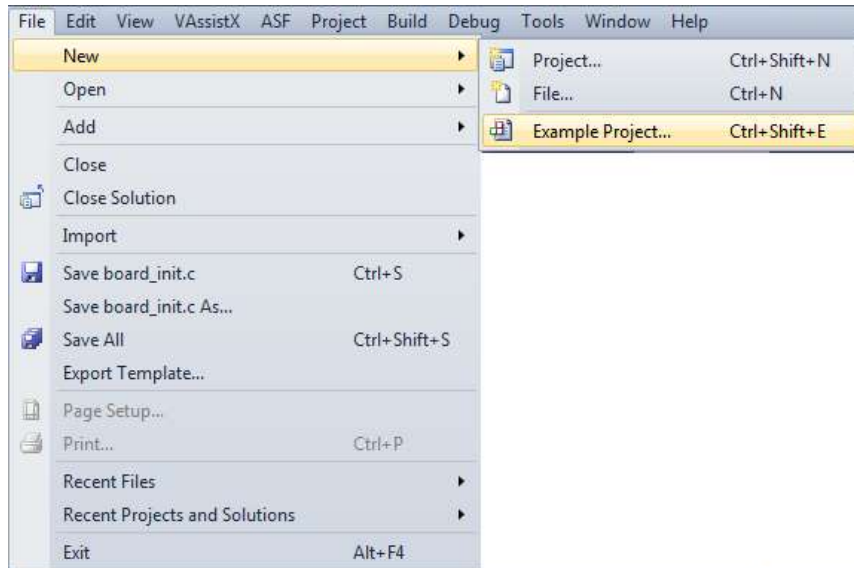 File Edit View VAssistX ASF Project Build Debug Tools Window Help
New
Open
Add
Close
Close Solution
Import
Save board_init.c Ctrl+S
Save board_init.c As...
Save All Ctrl+Shift+S
Export Template...
Page Setup...
Print... Ctrl+P
Recent Files
Recent Projects and Solutions
Exit Alt+F4
Project... Ctrl+Shift+N
File... Ctrl+N
Example Project... Ctrl+Shift+E